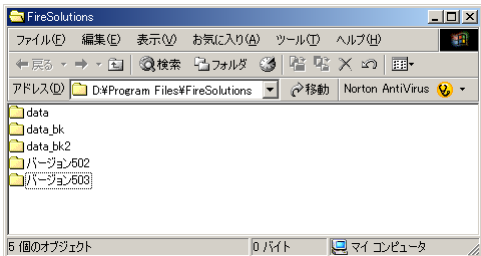 FireSolutions
ファイル(F) 編集(E) 表示(V) お気に入り(A) ツール(T) ヘルプ(H)
戻る 検索 フォルダ
アドレス(D) D:¥Program Files¥FireSolutions 移動 Norton AntiVirus
data
data_bk
data_bk2
バージョン502
バージョン503
5 個のオブジェクト 0 バイト マイ コンピュータ